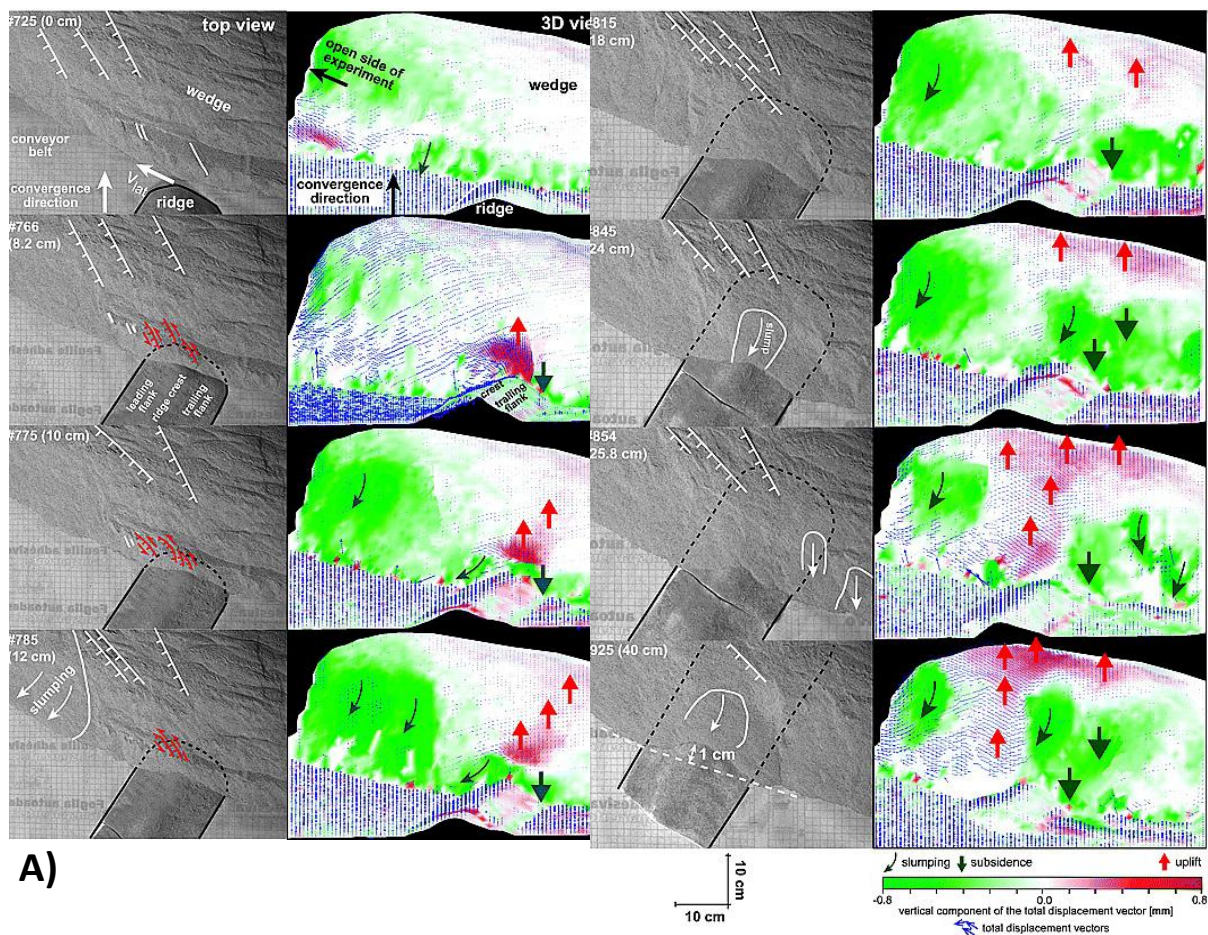 #725 (0 cm)
top view
wedge
conveyor
belt
convergence
direction
Vlat
ridge
3D vie
open side of
experiment
wedge
convergence
direction
ridge
#766
(8.2 cm)
leading
flank
ridge crest
trailing
flank
crest
trailing
flank
#775 (10 cm)
#785
(12 cm)
slumping
815
18 cm)
845
24 cm)
slump
854
25.8 cm)
925 (40 cm)
1 cm
A)
10 cm
10 cm
slumping
subsidence
uplift
-0.8
0.0
0.8
vertical component of the total displacement vector [mm]
total displacement vectors